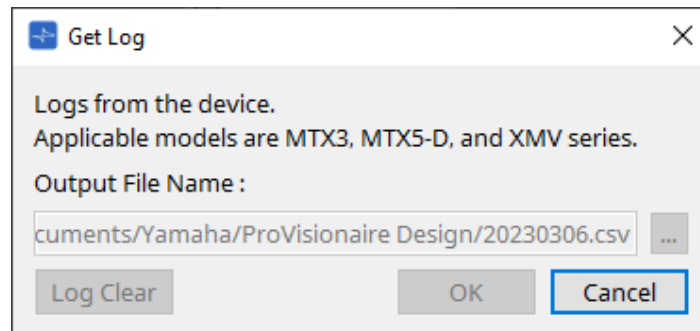 Get Log
Logs from the device.
Applicable models are MTX3, MTX5-D, and XMV series.
Output File Name :
cuments/Yamaha/ProVisionaire Design/20230306.csv ...
Log Clear OK Cancel